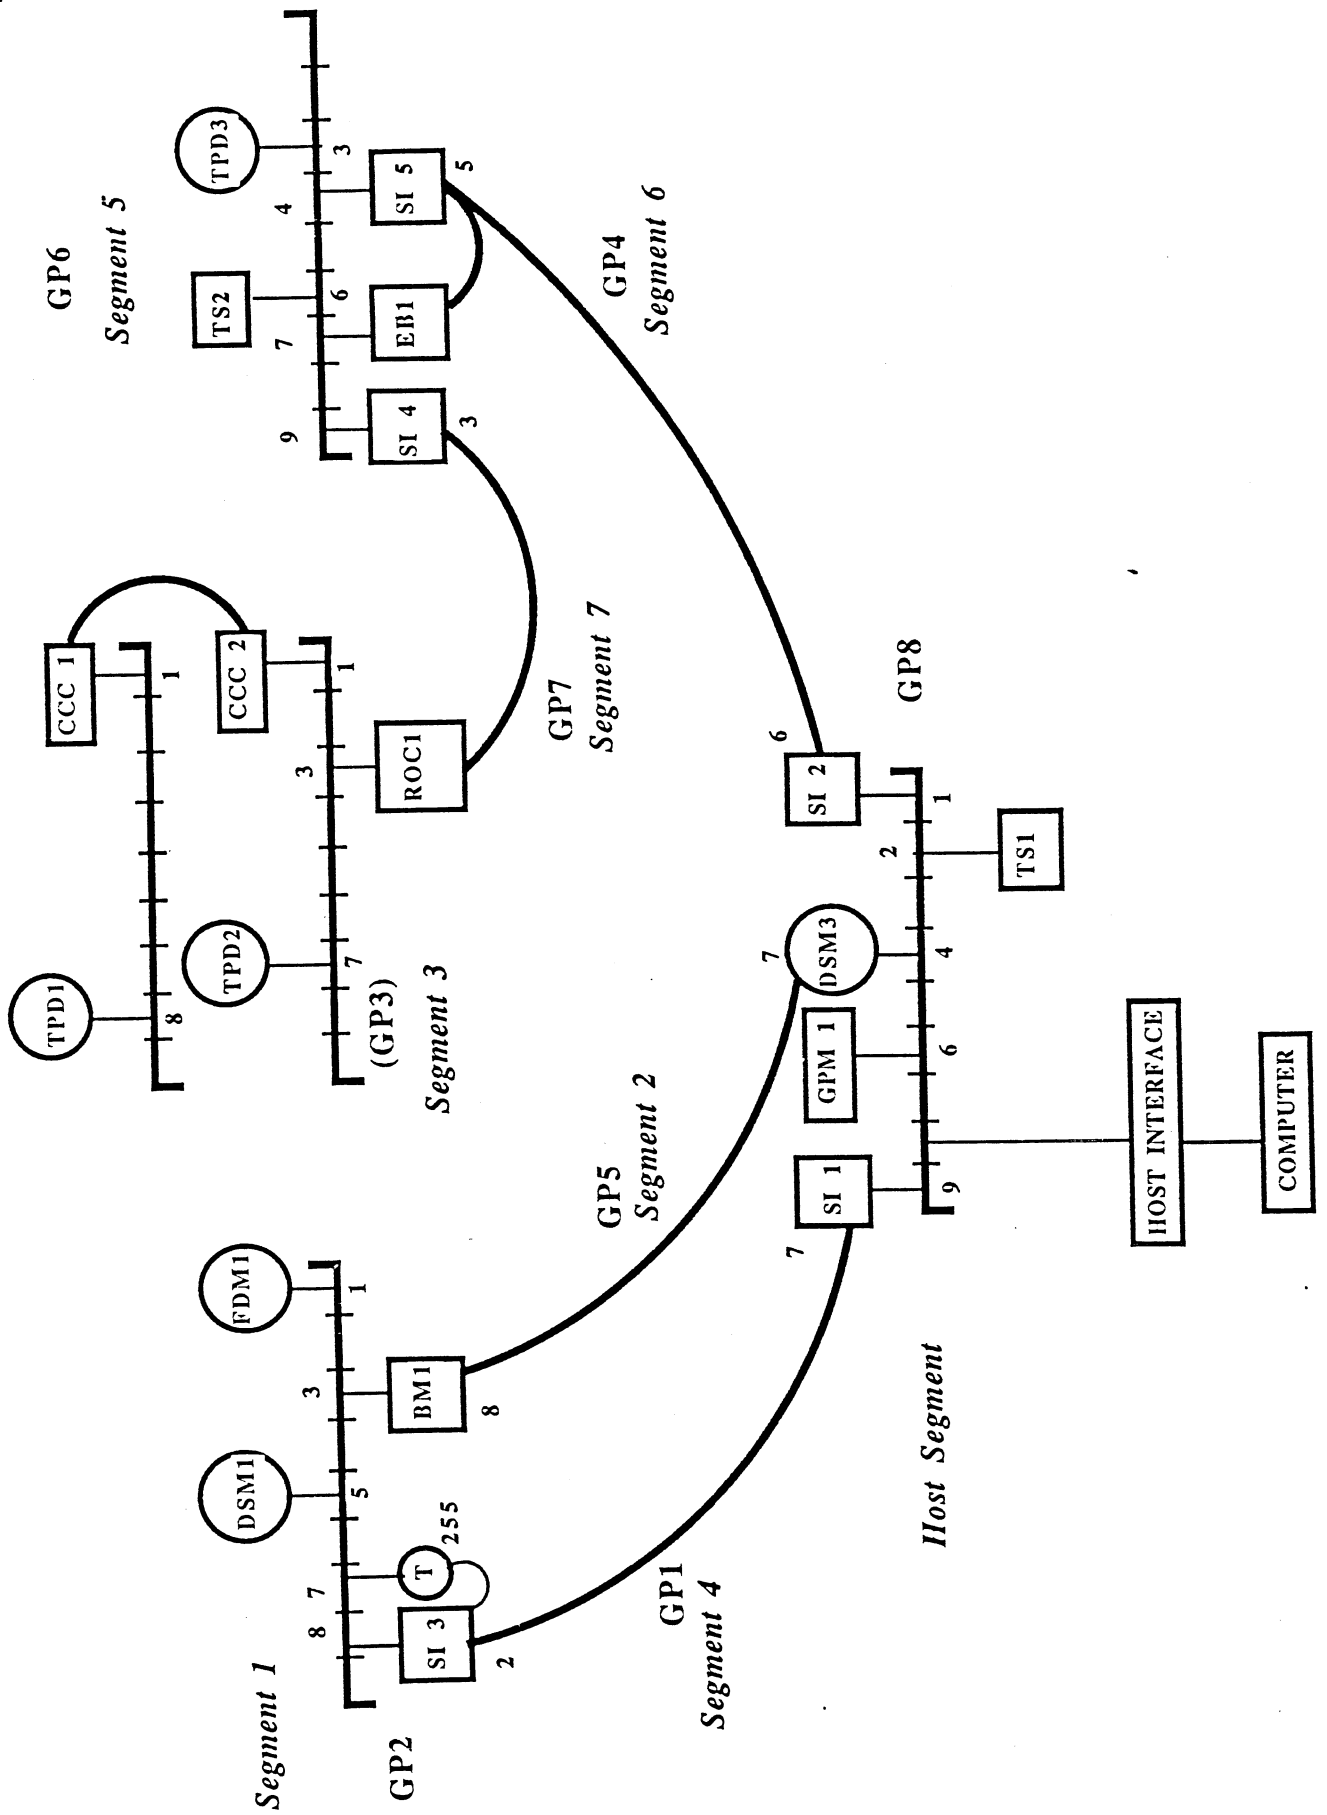 Segment 1
GP2
8
7
5
3
1
DSM1
FDM1
SI 3
2
T
255
BM1
8
GP1
Segment 4
GP5
Segment 2
TPD1
8
CCC 1
1
TPD2
7
CCC 2
1
3
ROC1
(GP3)
Segment 3
GP7
Segment 7
GP6
Segment 5
TS2
TPD3
9
7
6
4
3
SI 4
3
EB1
SI 5
5
GP4
Segment 6
Host Segment
GP8
7
SI 1
9
GPM 1
6
7
DSM3
4
2
TS1
6
SI 2
1
HOST INTERFACE
COMPUTER